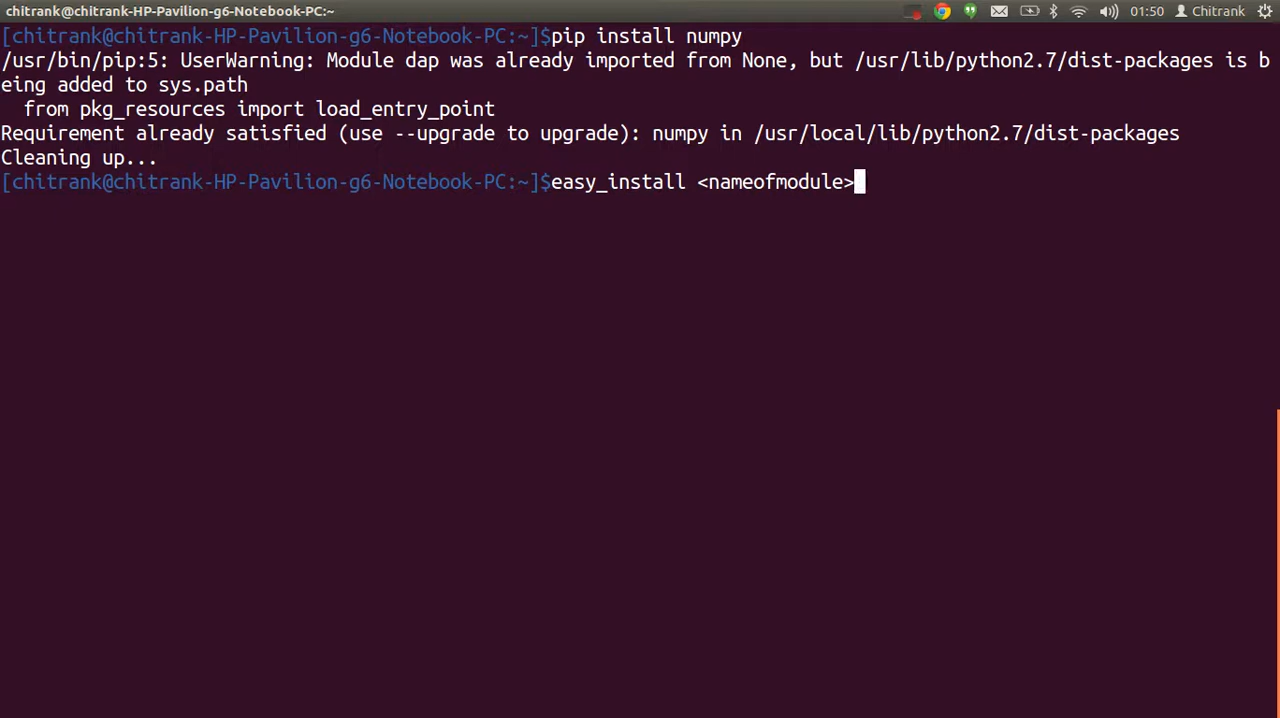 chitrank@chitrank-HP-Pavilion-g6-Notebook-PC:~ 01:50 Chitrank
[chitrank@chitrank-HP-Pavilion-g6-Notebook-PC:~]$pip install numpy
/usr/bin/pip:5: UserWarning: Module dap was already imported from None, but /usr/lib/python2.7/dist-packages is b
eing added to sys.path
  from pkg_resources import load_entry_point
Requirement already satisfied (use --upgrade to upgrade): numpy in /usr/local/lib/python2.7/dist-packages
Cleaning up...
[chitrank@chitrank-HP-Pavilion-g6-Notebook-PC:~]$easy_install <nameofmodule>